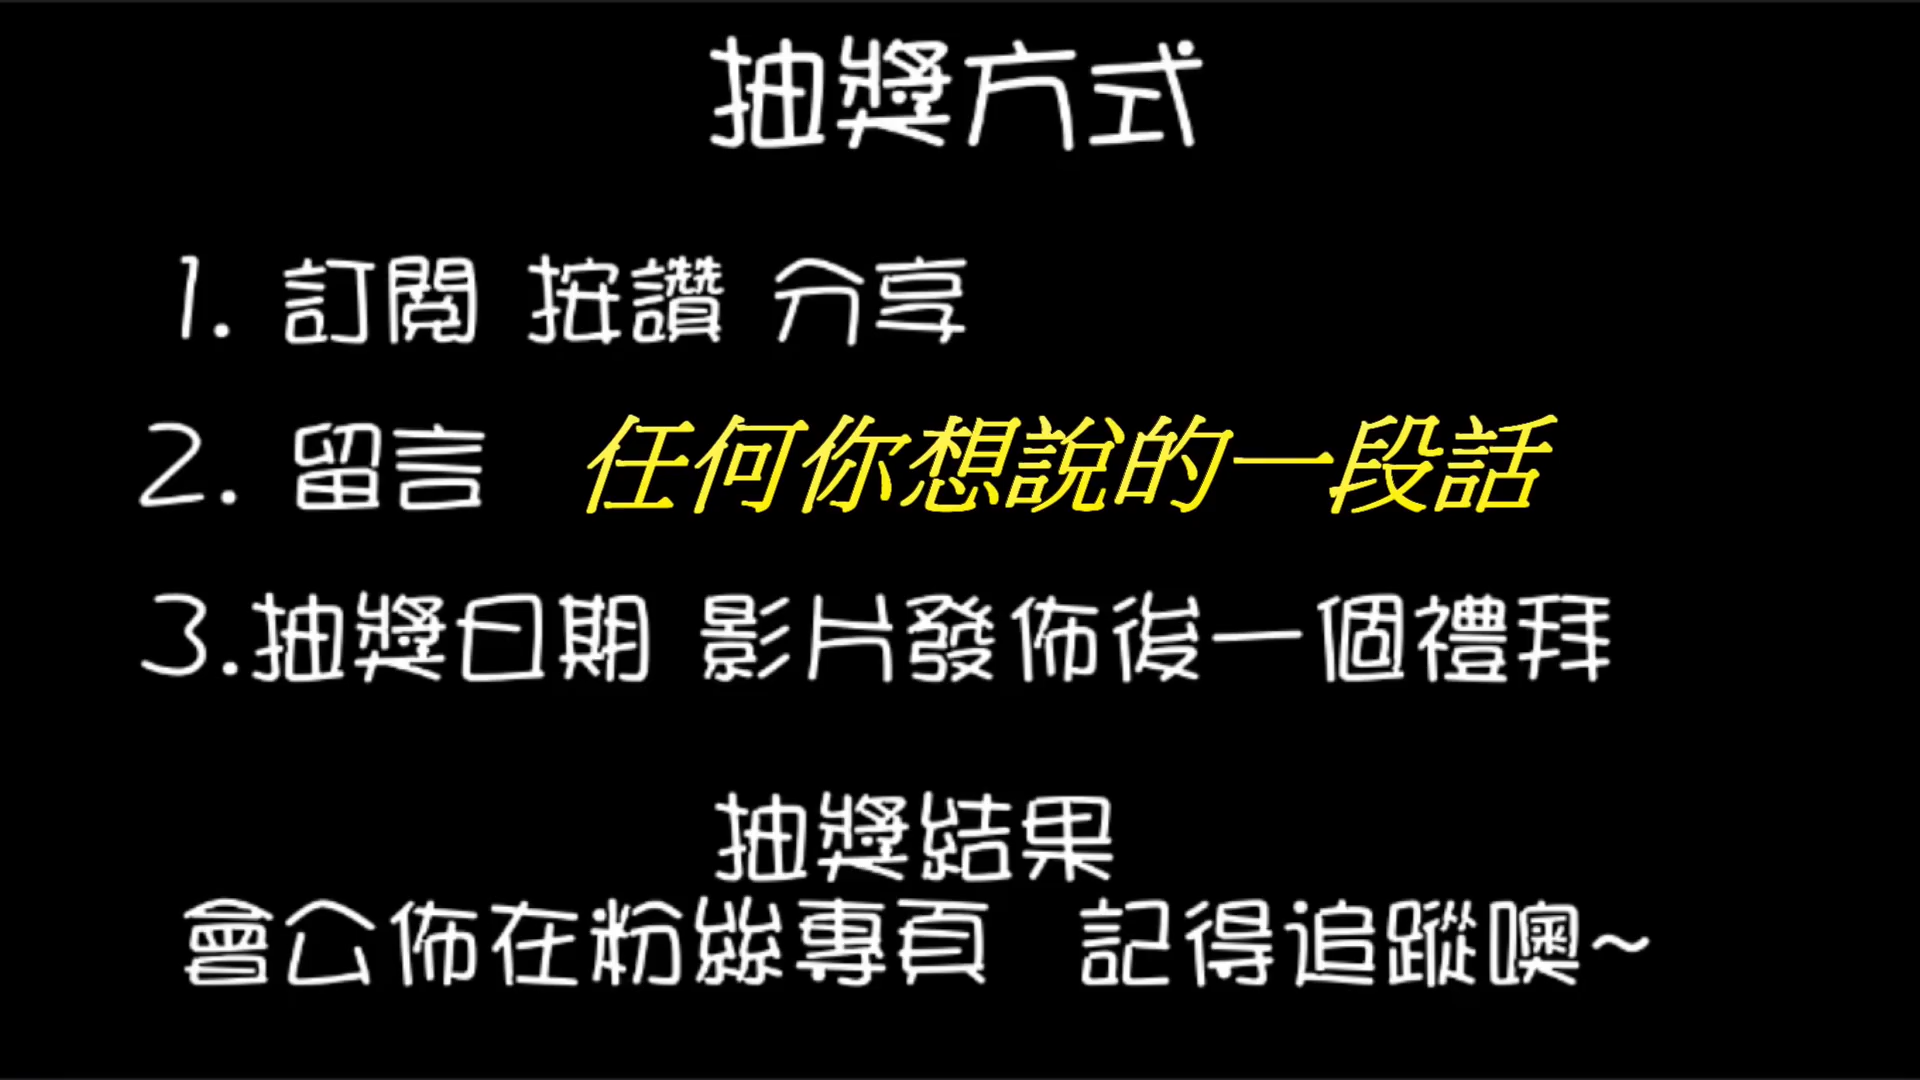 抽獎方式
1. 訂閱 按讚 分享
2. 留言 任何你想說的一段話
3.抽獎日期 影片發佈後一個禮拜
抽獎結果
會公佈在粉絲專頁 記得追蹤噢~